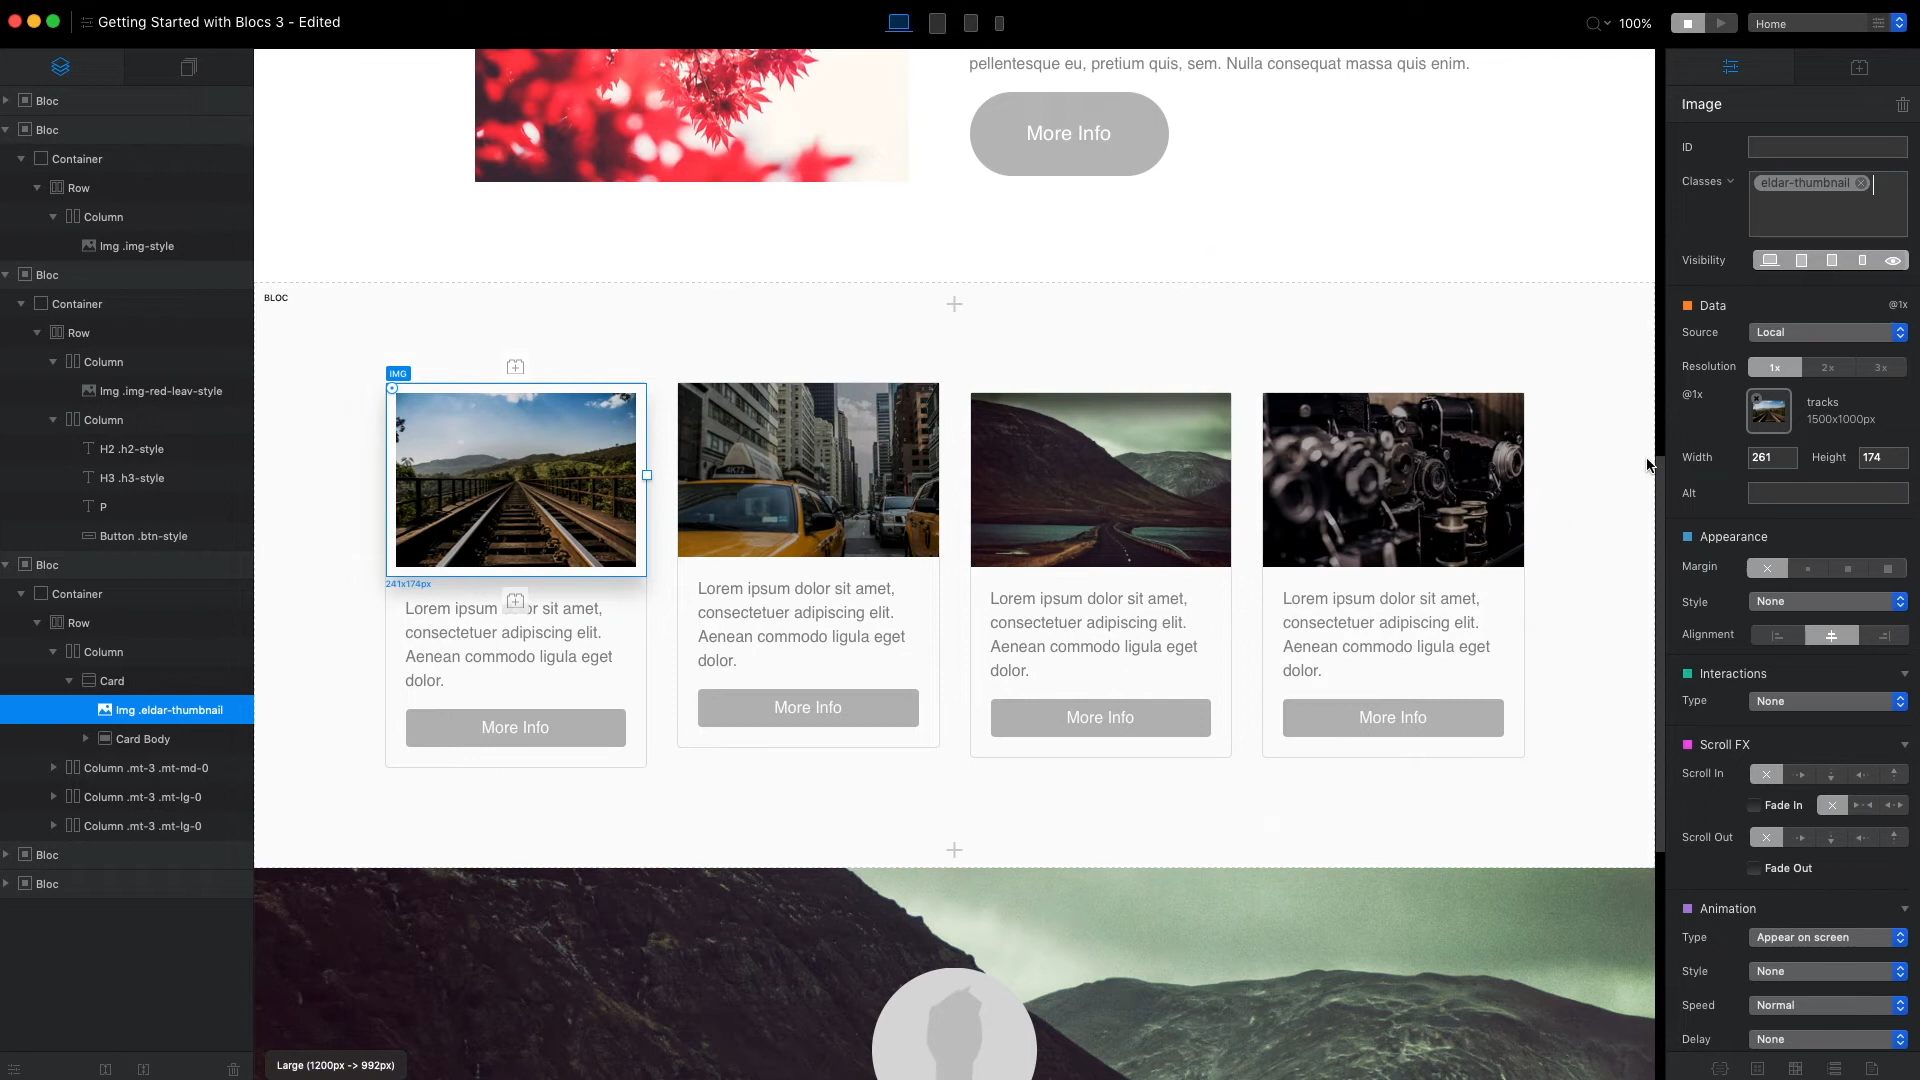 Getting Started with Blocs 3 - Edited
100%
Home
Bloc
Bloc
Container
Row
Column
Img .img-style
Bloc
Container
Row
Column
Img .img-red-leav-style
Column
H2 .h2-style
H3 .h3-style
P
Button .btn-style
Bloc
Container
Row
Column
Card
Img .eldar-thumbnail
Card Body
Column .mt-3 .mt-md-0
Column .mt-3 .mt-lg-0
Column .mt-3 .mt-lg-0
Bloc
Bloc
pellentesque eu, pretium quis, sem. Nulla consequat massa quis enim.
More Info
BLOC
IMG
241x174px
Lorem ipsum dolor sit amet,
consectetuer adipiscing elit.
Aenean commodo ligula eget
dolor.
More Info
4K72
Lorem ipsum dolor sit amet,
consectetuer adipiscing elit.
Aenean commodo ligula eget
dolor.
More Info
Lorem ipsum dolor sit amet,
consectetuer adipiscing elit.
Aenean commodo ligula eget
dolor.
More Info
Lorem ipsum dolor sit amet,
consectetuer adipiscing elit.
Aenean commodo ligula eget
dolor.
More Info
Large (1200px -> 992px)
Image
ID
Classes
eldar-thumbnail
Visibility
Data
@1x
Source
Local
Resolution
1x
2x
3x
@1x
tracks
1500x1000px
Width
261
Height
174
Alt
Appearance
Margin
Style
None
Alignment
Interactions
Type
None
Scroll FX
Scroll In
Fade In
Scroll Out
Fade Out
Animation
Type
Appear on screen
Style
None
Speed
Normal
Delay
None